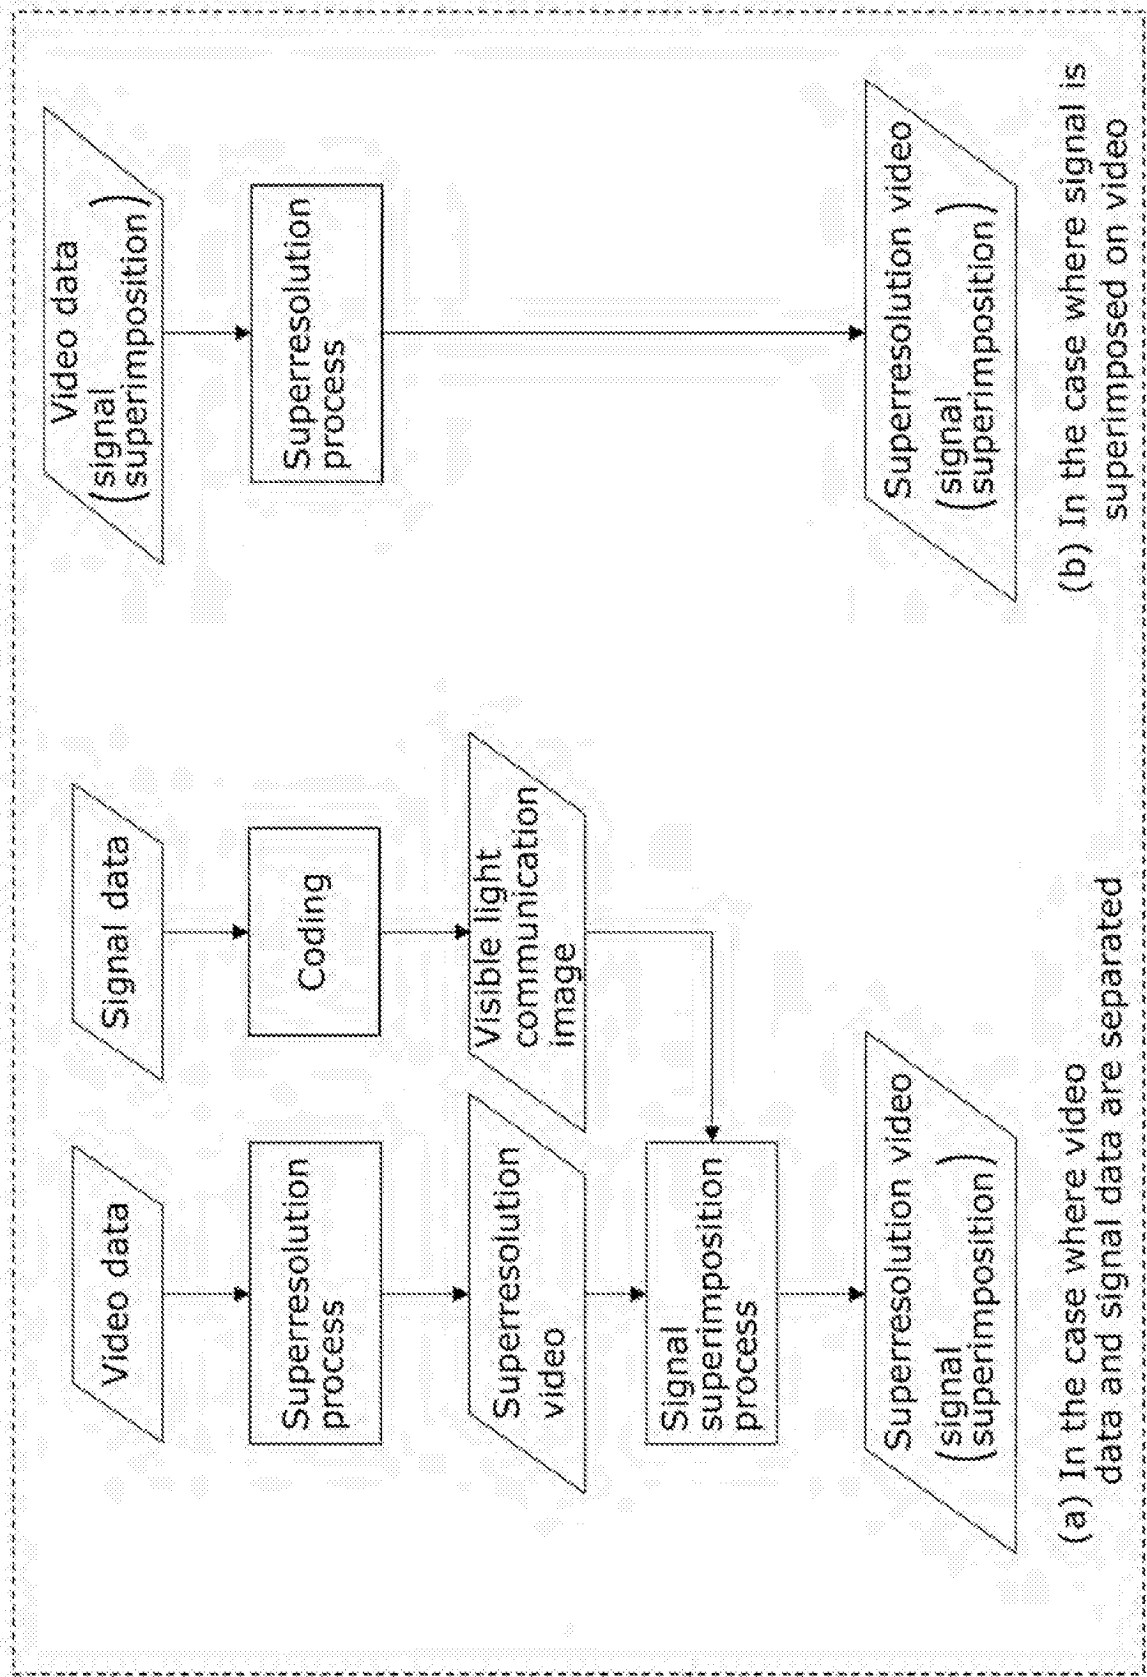 Video data
Superresolution
process
Superresolution
video
Signal
superimposition
process
Superresolution video
(signal
superimposition)
Signal data
Coding
Visible light
communication
image
(a) In the case where video
data and signal data are separated
Video data
(signal
superimposition)
Superresolution
process
Superresolution video
(signal
superimposition)
(b) In the case where signal is
superimposed on video